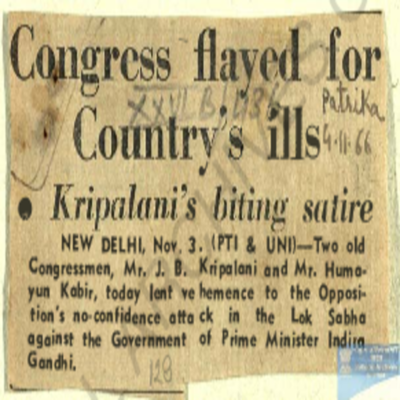 Congress flayed for
Country's ills
Patrika
4.11.66
• Kripalani's biting satire
NEW DELHI, Nov. 3. (PTI & UNI)—Two old
Congressmen, Mr. J. B. Kripalani and Mr. Huma-
yun Kabir, today lent vehemence to the Opposi-
tion's no-confidence attack in the Lok Sabha
against the Government of Prime Minister Indira
Gandhi.
128